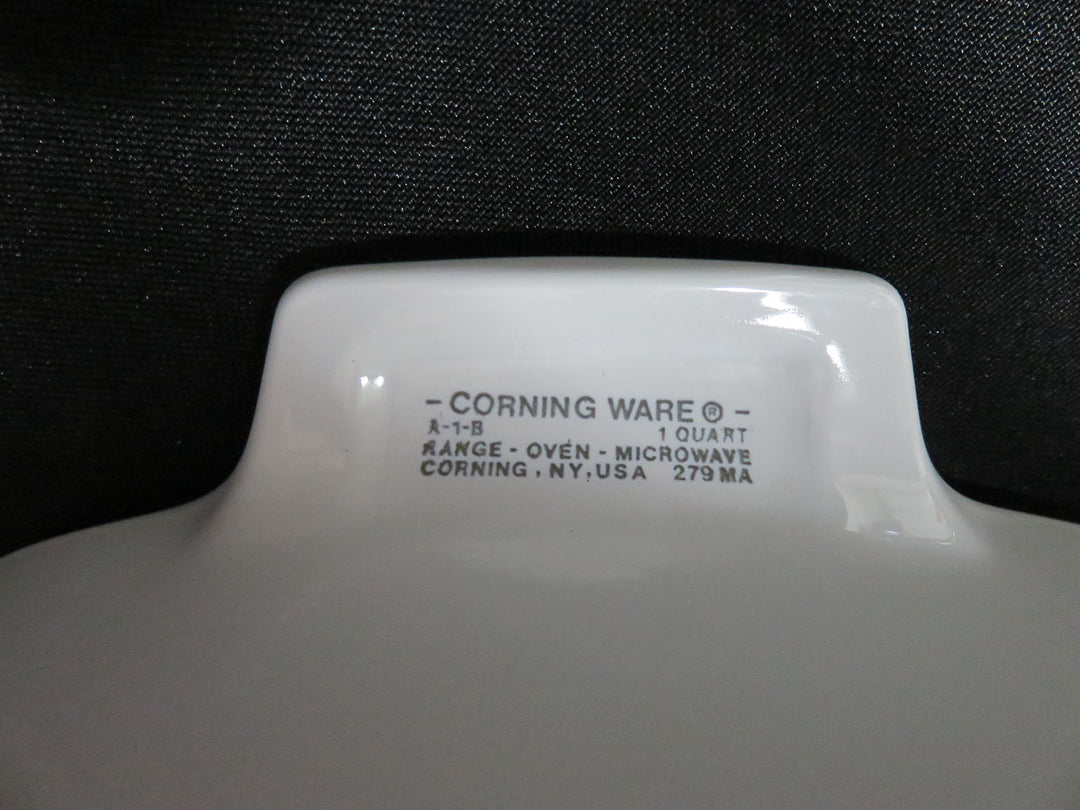 - CORNING WARE ® -
A-1-B 1 QUART
RANGE - OVEN - MICROWAVE
CORNING, NY, USA 279 MA